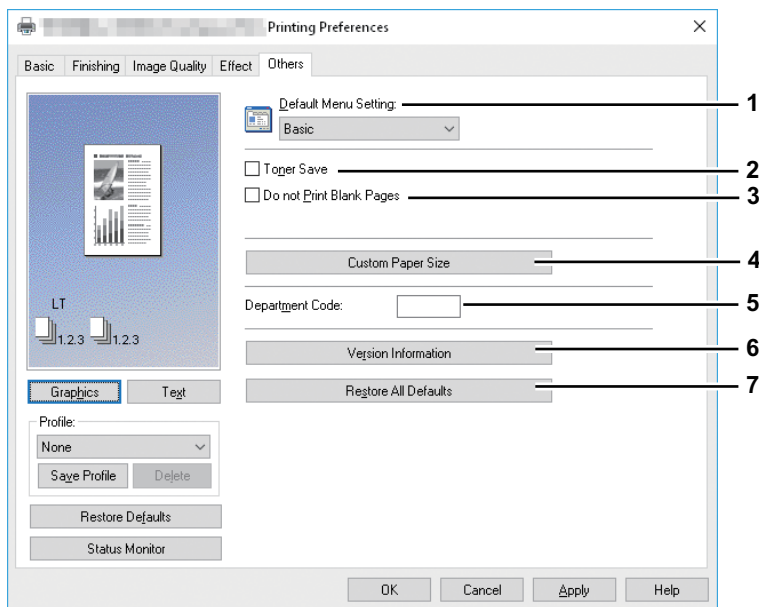 Printing Preferences
Basic Finishing Image Quality Effect Others
Default Menu Setting: 1
Basic
Toner Save 2
Do not Print Blank Pages 3
Custom Paper Size 4
Department Code: 5
Version Information 6
Restore All Defaults 7
LT
1.2.3 1.2.3
Graphics Text
Profile:
None
Save Profile Delete
Restore Defaults
Status Monitor
OK Cancel Apply Help